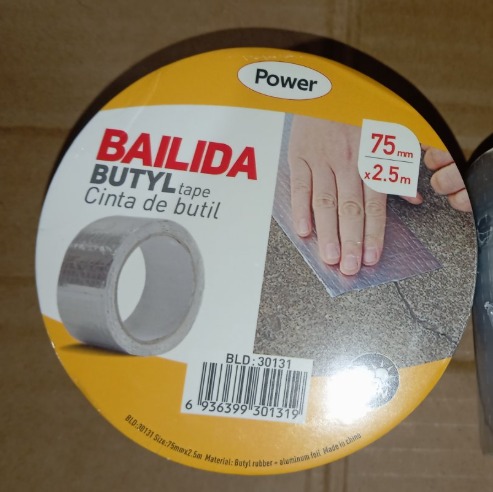 Power
BAILIDA
BUTYL tape
Cinta de butil
75mm
x2.5m
BLD:30131
6 936399 301319
BLD:30131 Size:75mmx2.5m Material: Butyl rubber + aluminum foil Made in china